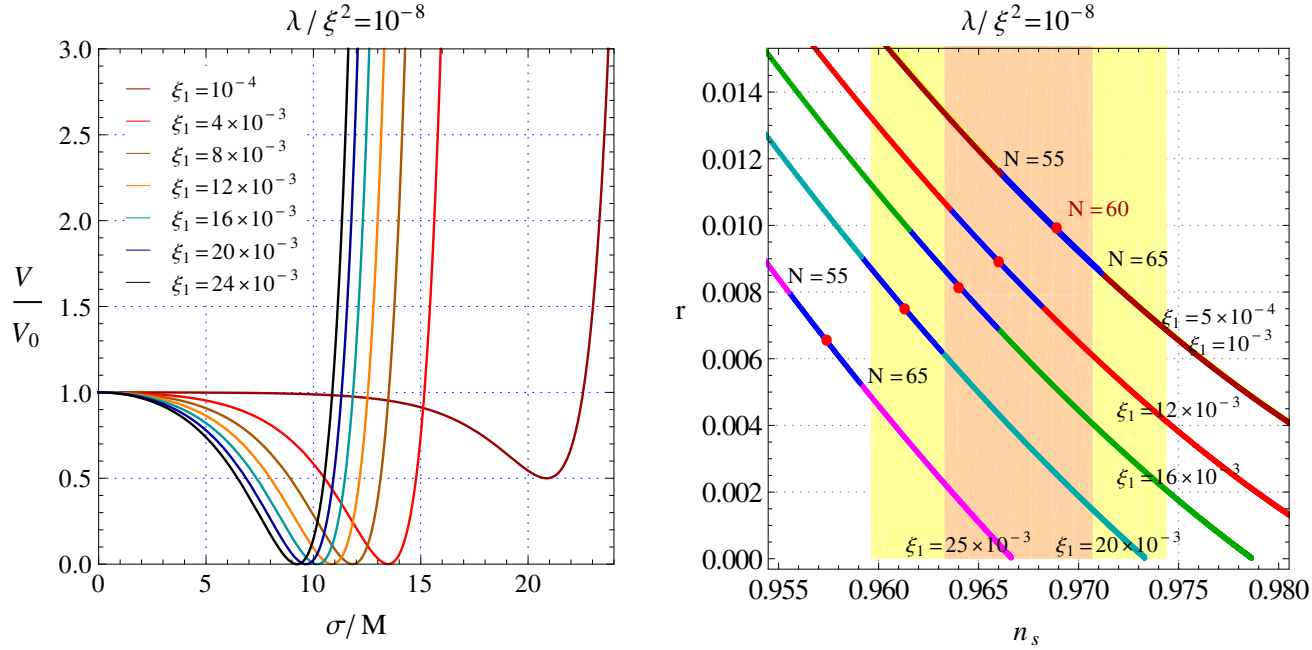 λ / ξ²=10⁻⁸
3.0
2.5
2.0
1.5
1.0
0.5
0.0
V
V₀
ξ₁=10⁻⁴
ξ₁=4×10⁻³
ξ₁=8×10⁻³
ξ₁=12×10⁻³
ξ₁=16×10⁻³
ξ₁=20×10⁻³
ξ₁=24×10⁻³
0 5 10 15 20
σ/M
λ / ξ²=10⁻⁸
0.014
0.012
0.010
0.008
0.006
0.004
0.002
0.000
r
N=55
N=60
N=65
N=55
N=65
ξ₁=5×10⁻⁴
ξ₁=10⁻³
ξ₁=12×10⁻³
ξ₁=16×10⁻³
ξ₁=25×10⁻³
ξ₁=20×10⁻³
0.955 0.960 0.965 0.970 0.975 0.980
nₛ